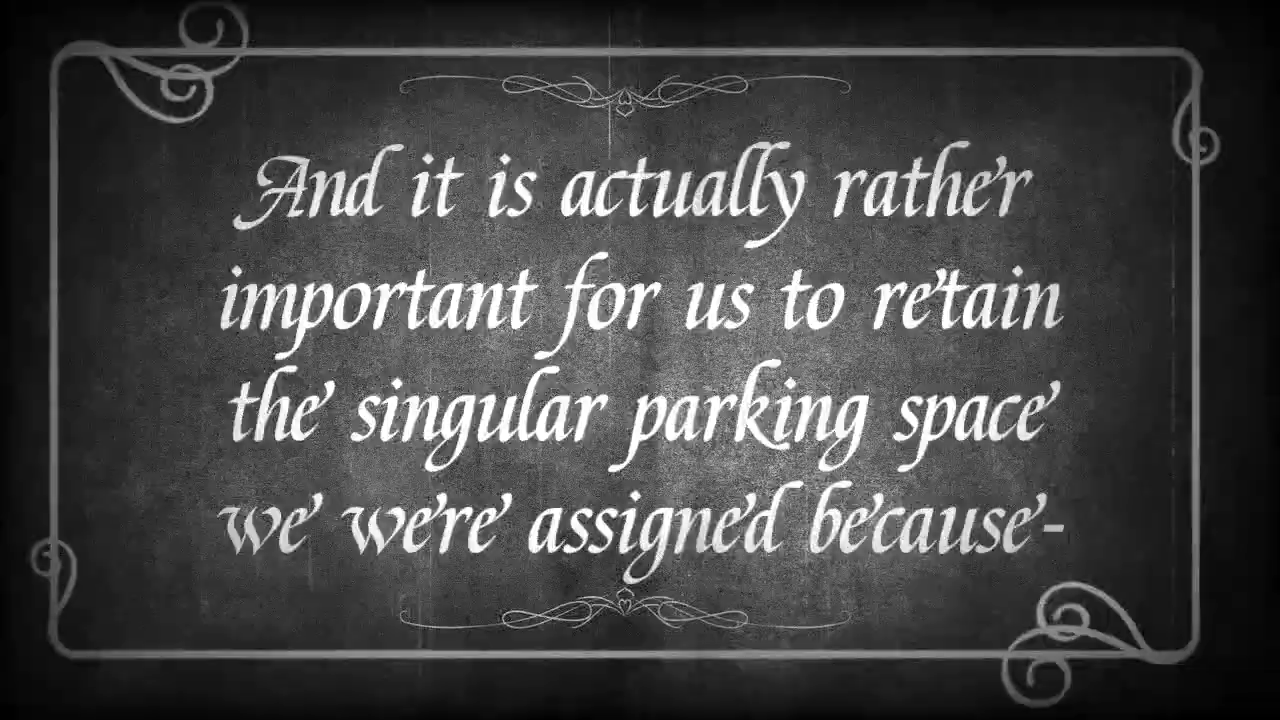 And it is actually rather
important for us to retain
the singular parking space
we were assigned because-